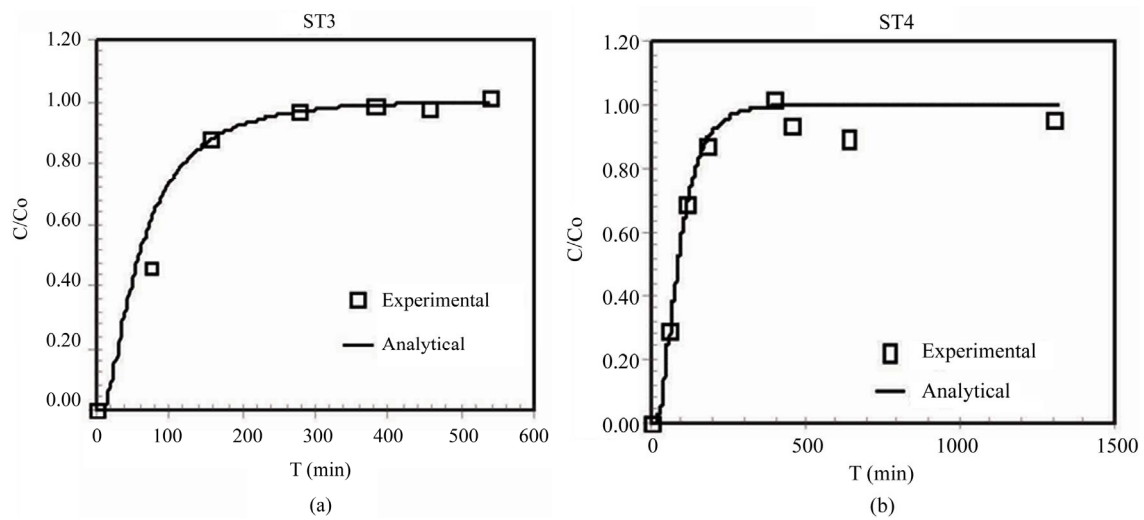 ST3
1.20
1.00
0.80
0.60
0.40
0.20
0.00
C/Co
Experimental
Analytical
0 100 200 300 400 500 600
T (min)
(a)
ST4
1.20
1.00
0.80
0.60
0.40
0.20
0.00
C/Co
Experimental
Analytical
0 500 1000 1500
T (min)
(b)